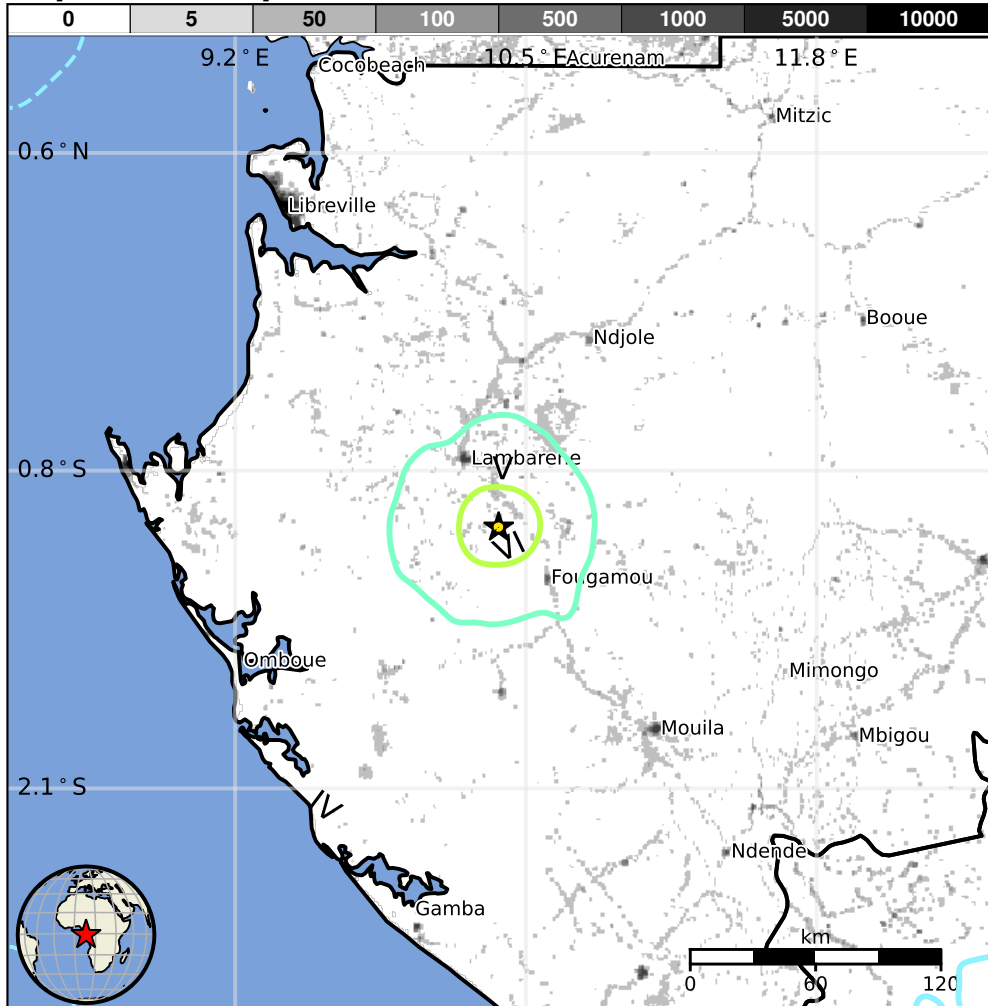 0 5 50 100 500 1000 5000 10000
9.2°E 10.5°E 11.8°E
Cocobeach
Acurenam
Mitzic
0.6°N
Libreville
Booue
Ndjole
Lambarene
0.8°S
V
VI
Fougamou
Omboue
Mimongo
Mouila
Mbigou
2.1°S
IV
Ndende
Gamba
km
0 60 120